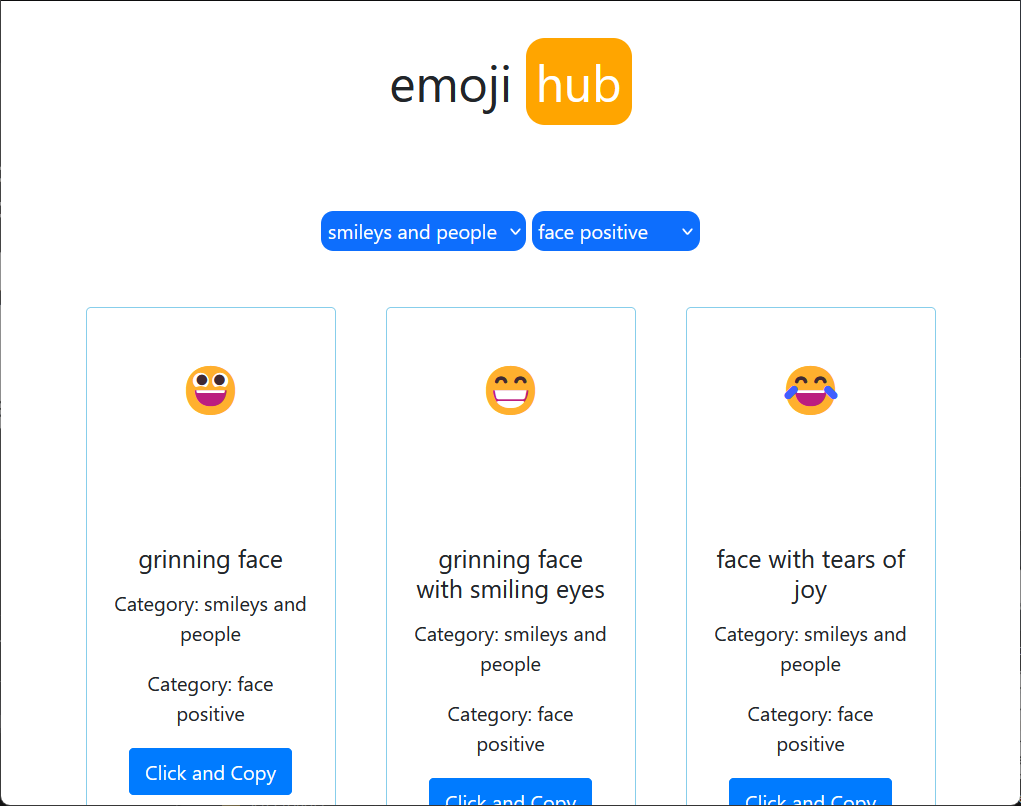 emoji hub
smileys and people face positive
grinning face
Category: smileys and
people
Category: face
positive
Click and Copy
grinning face
with smiling eyes
Category: smileys and
people
Category: face
positive
Click and Copy
face with tears of
joy
Category: smileys and
people
Category: face
positive
Click and Copy